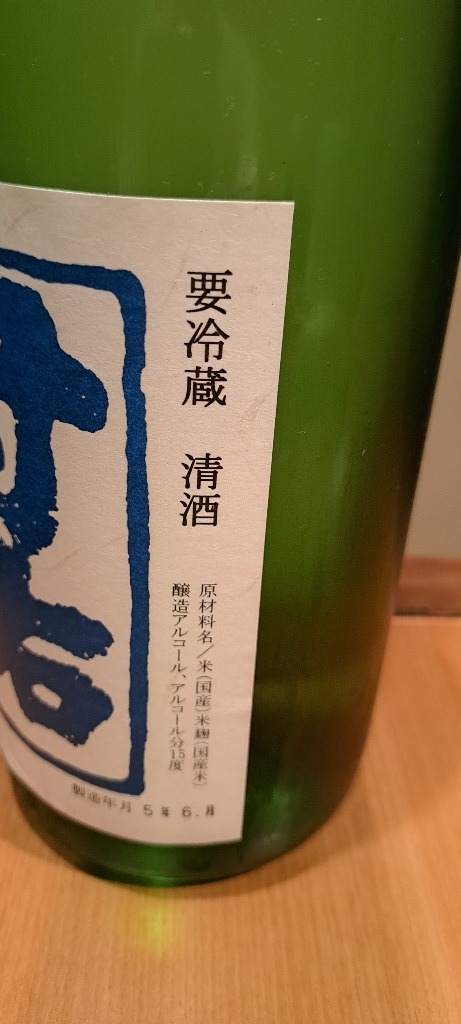 要冷蔵 清酒
原材料名/米(国産)米麹(国産米)
醸造アルコール、アルコール分15度
製造年月 5年 6.月